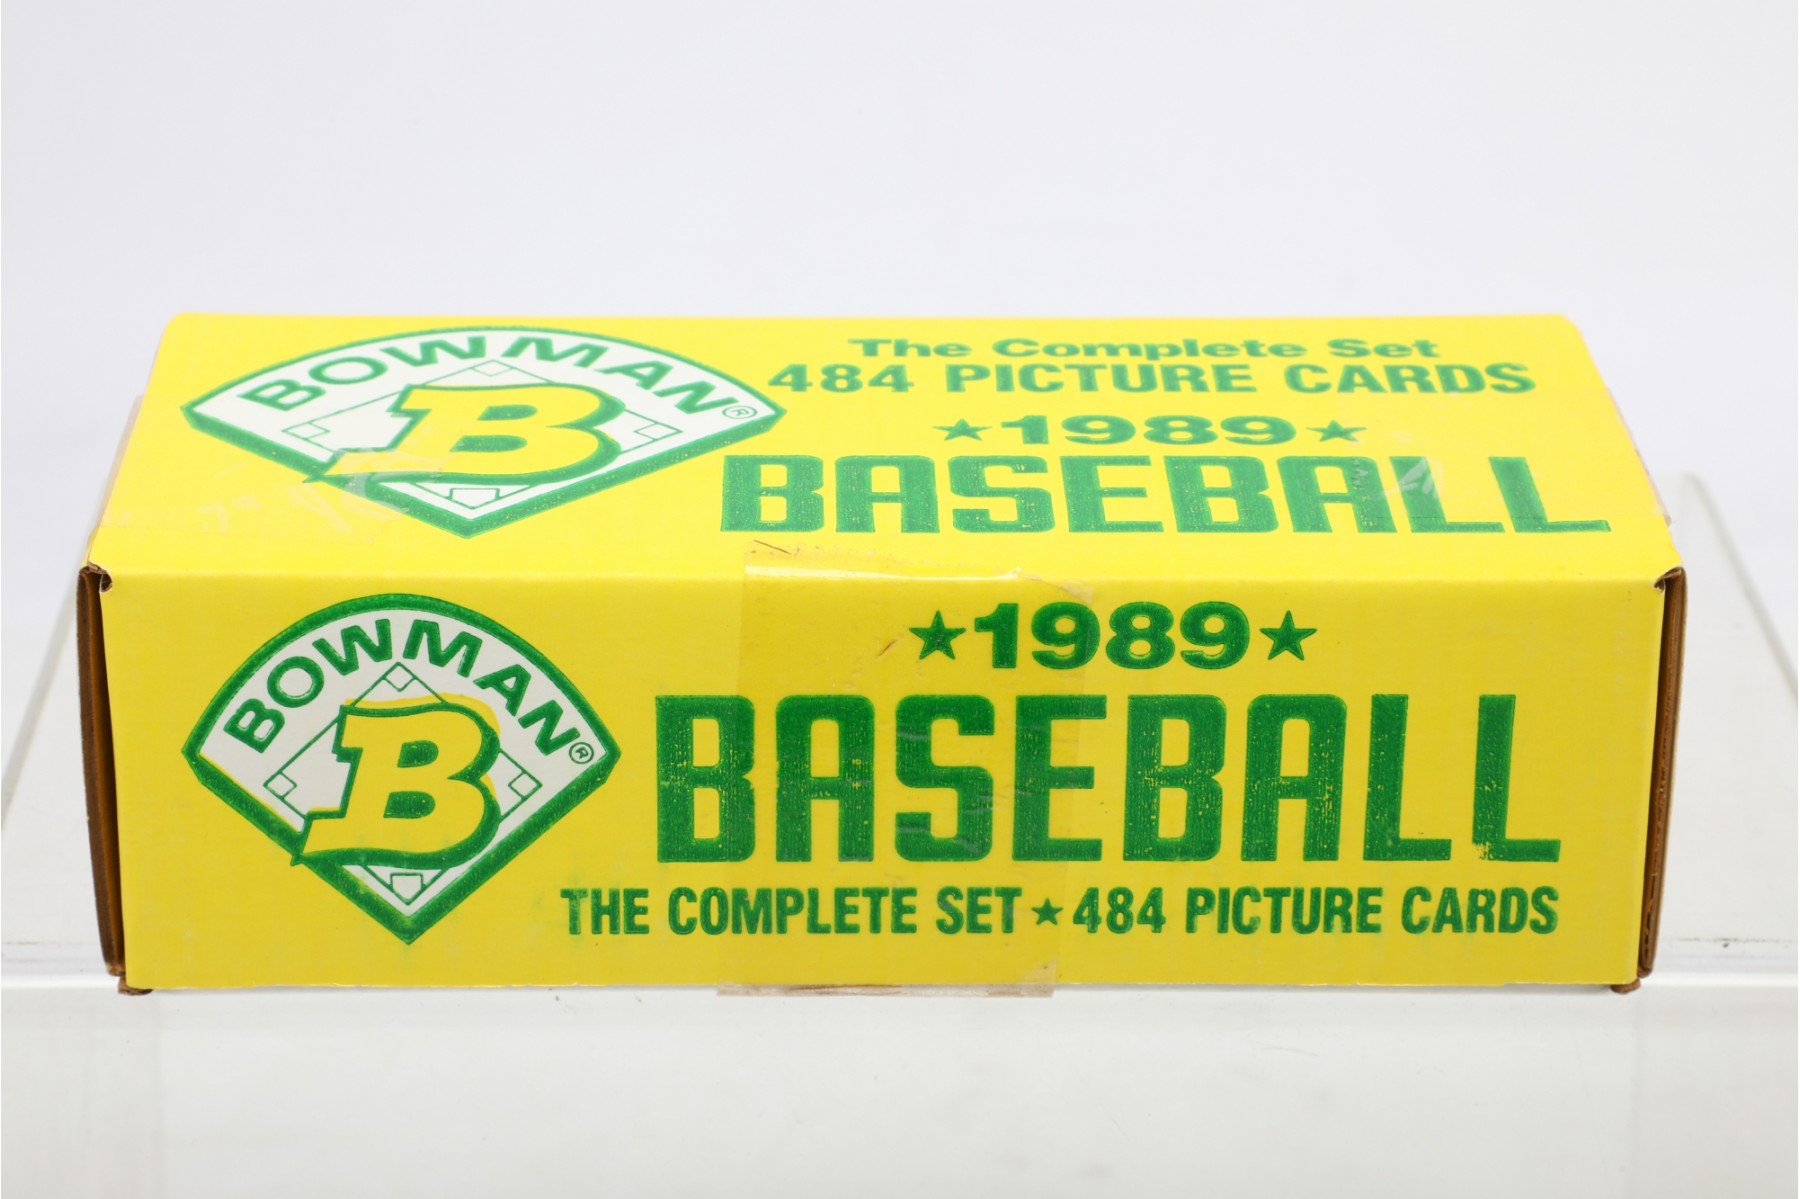 BOWMAN®
B
The Complete Set
484 PICTURE CARDS
★1989★
BASEBALL
BOWMAN®
B
★1989★
BASEBALL
THE COMPLETE SET ★ 484 PICTURE CARDS